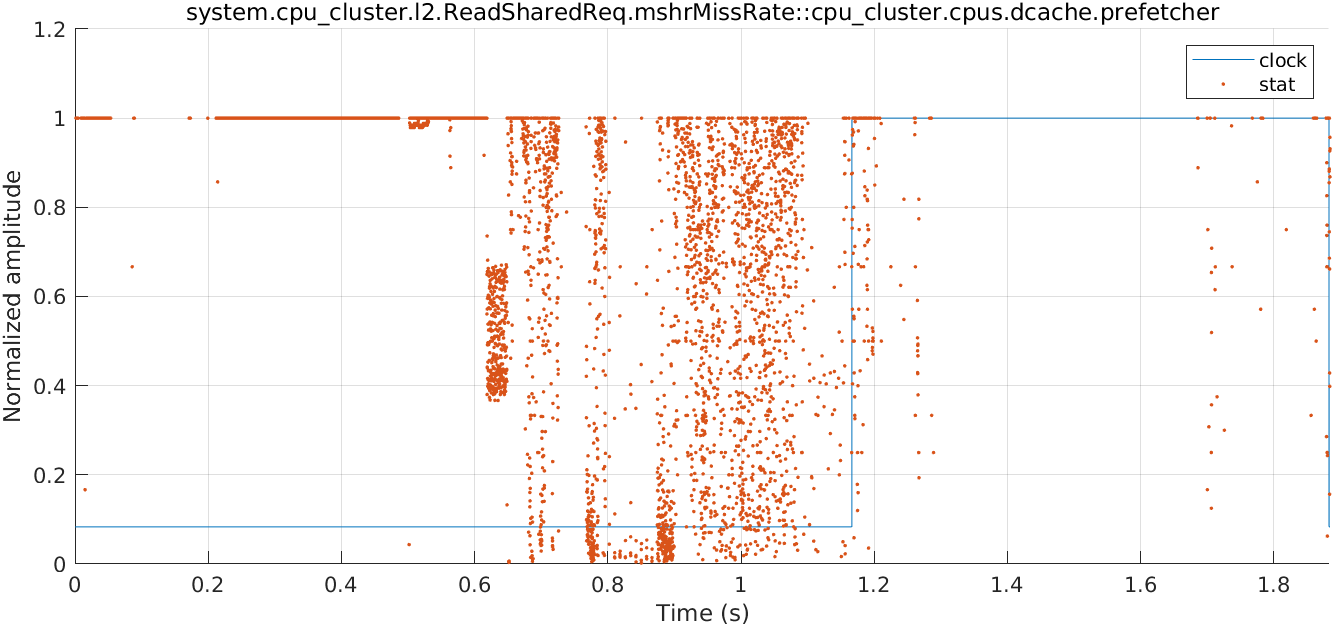 system.cpu_cluster.l2.ReadSharedReq.mshrMissRate::cpu_cluster.cpus.dcache.prefetcher
1.2
1
0.8
0.6
0.4
0.2
0
Normalized amplitude
clock
stat
0 0.2 0.4 0.6 0.8 1 1.2 1.4 1.6 1.8
Time (s)